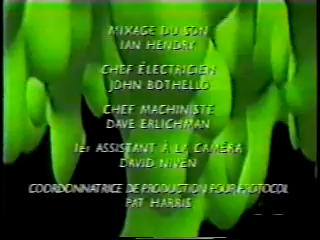 MIXAGE DU SON
IAN HENDRY
CHEF ÉLECTRICIEN
JOHN BOTHELLO
CHEF MACHINISTE
DAVE ERLICHMAN
1er ASSISTANT À LA CAMÉRA
DAVID NIVEN
COORDONNATRICE DE PRODUCTION POUR PROTOCOL
PAT HARRIS